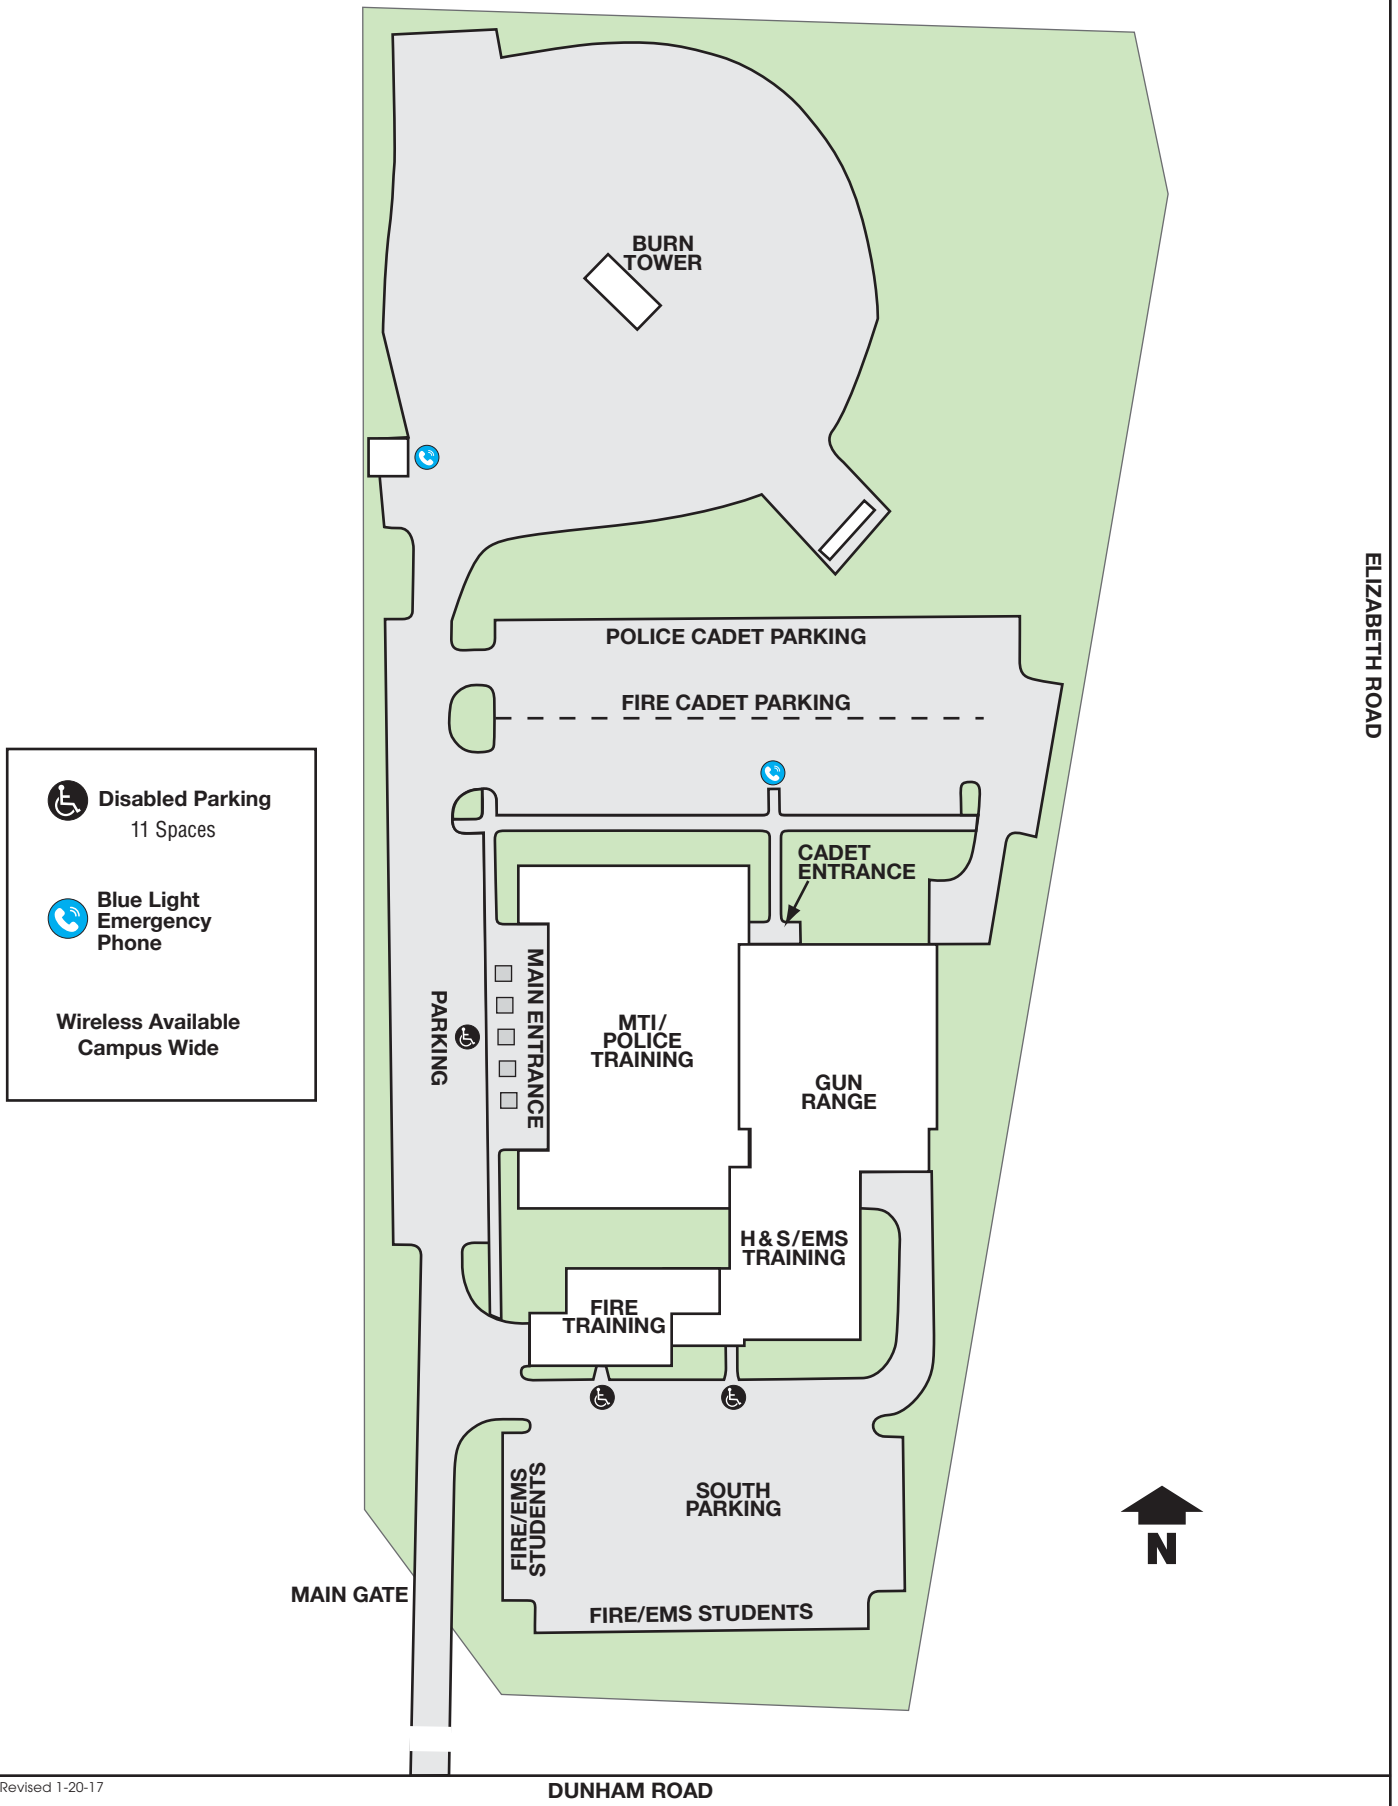 BURN
TOWER
ELIZABETH ROAD
POLICE CADET PARKING
FIRE CADET PARKING
Disabled Parking
11 Spaces
Blue Light
Emergency
Phone
Wireless Available
Campus Wide
CADET
ENTRANCE
PARKING
MAIN ENTRANCE
MTI/
POLICE
TRAINING
GUN
RANGE
H & S/EMS
TRAINING
FIRE
TRAINING
FIRE/EMS
STUDENTS
SOUTH
PARKING
N
MAIN GATE
FIRE/EMS STUDENTS
Revised 1-20-17
DUNHAM ROAD